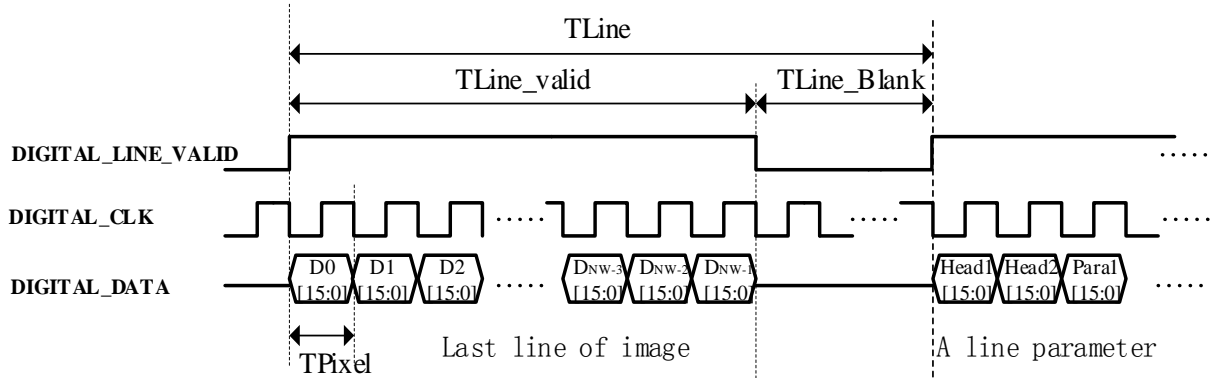 TLine
TLine_valid TLine_Blank
DIGITAL_LINE_VALID .....
DIGITAL_CLK ..... ..... .....
DIGITAL_DATA D0 [15:0] D1 [15:0] D2 [15:0] ..... DNW-3 [15:0] DNW-2 [15:0] DNW-1 [15:0] Head1 [15:0] Head2 [15:0] Para1 [15:0] .....
TPixel Last line of image A line parameter